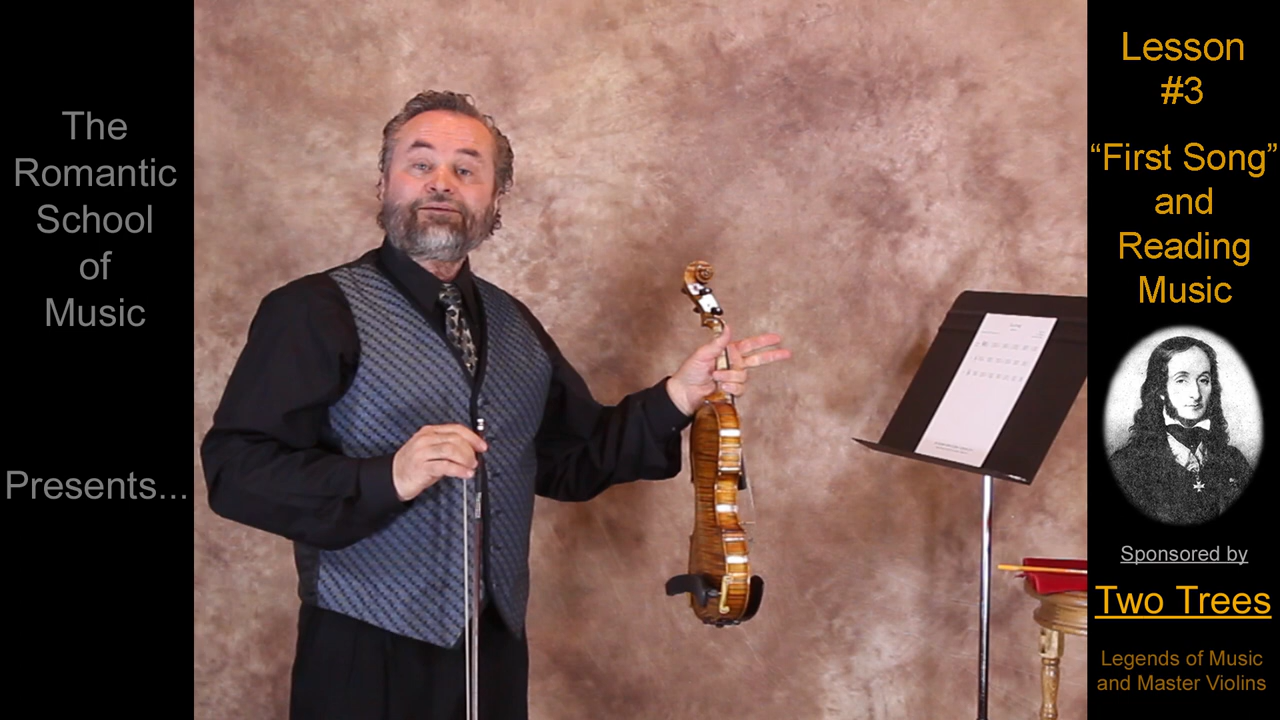 The
Romantic
School
of
Music
Presents...
Lesson
#3
“First Song”
and
Reading
Music
Sponsored by
Two Trees
Legends of Music
and Master Violins